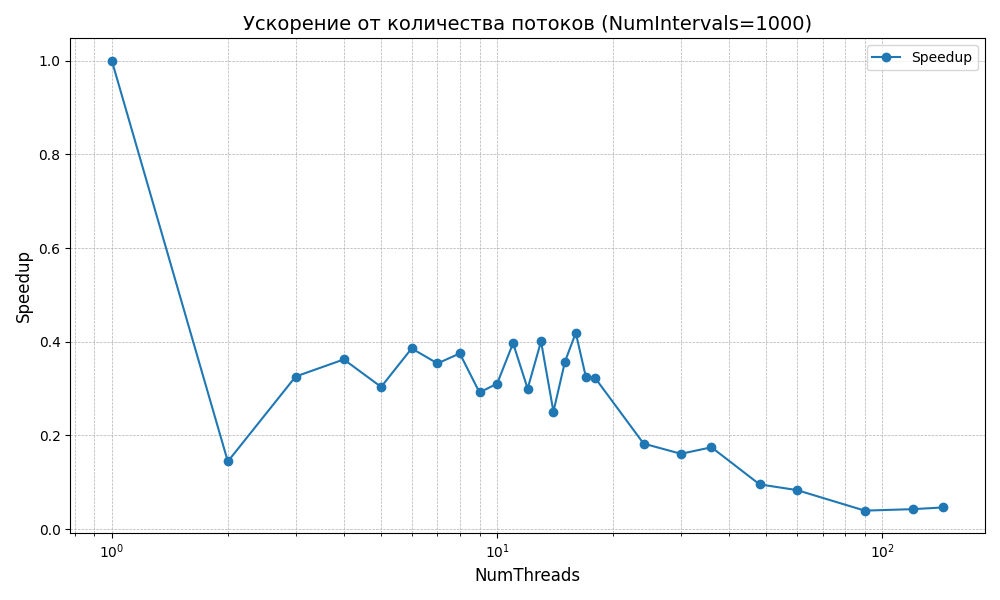 Ускорение от количества потоков (NumIntervals=1000)
Speedup
1.0
0.8
0.6
0.4
0.2
0.0
Speedup
10⁰
10¹
10²
NumThreads